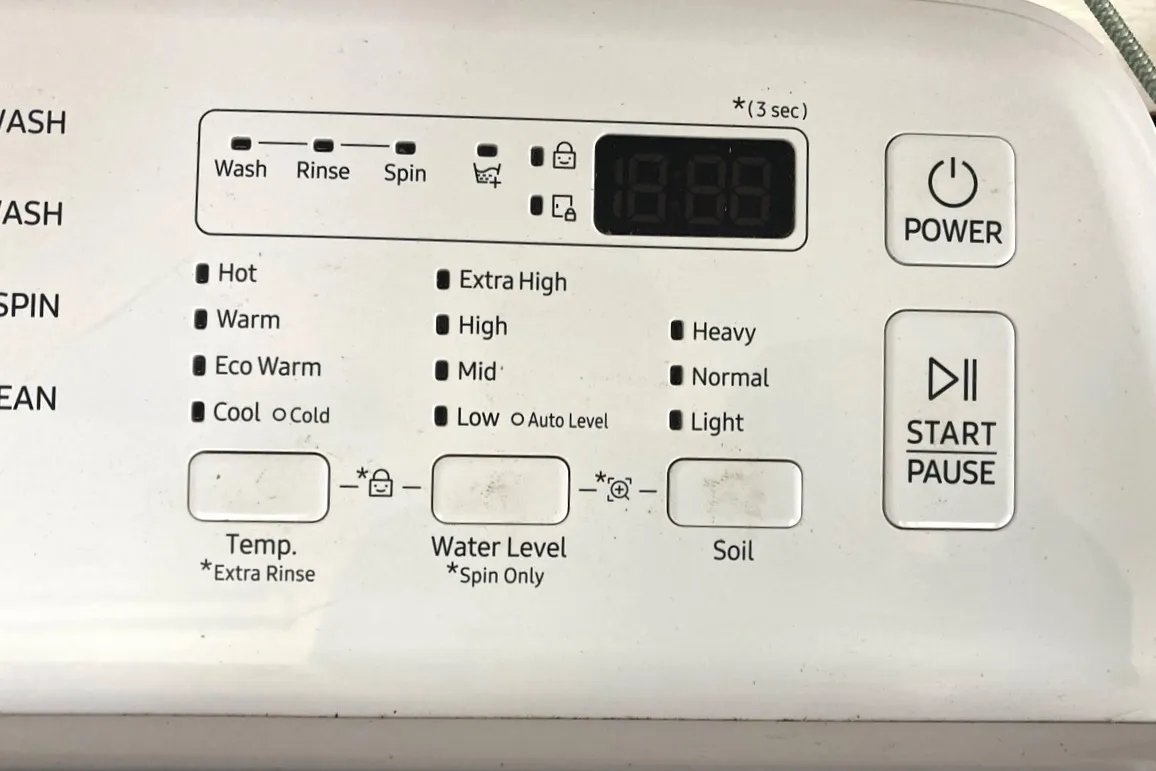 *(3 sec)
WASH
Wash Rinse Spin
POWER
WASH
Hot
Extra High
Warm
High
Heavy
SPIN
Eco Warm
Mid
Normal
START
PAUSE
Cool Cold
Low Auto Level
Light
Temp.
Water Level
Soil
*Extra Rinse
*Spin Only